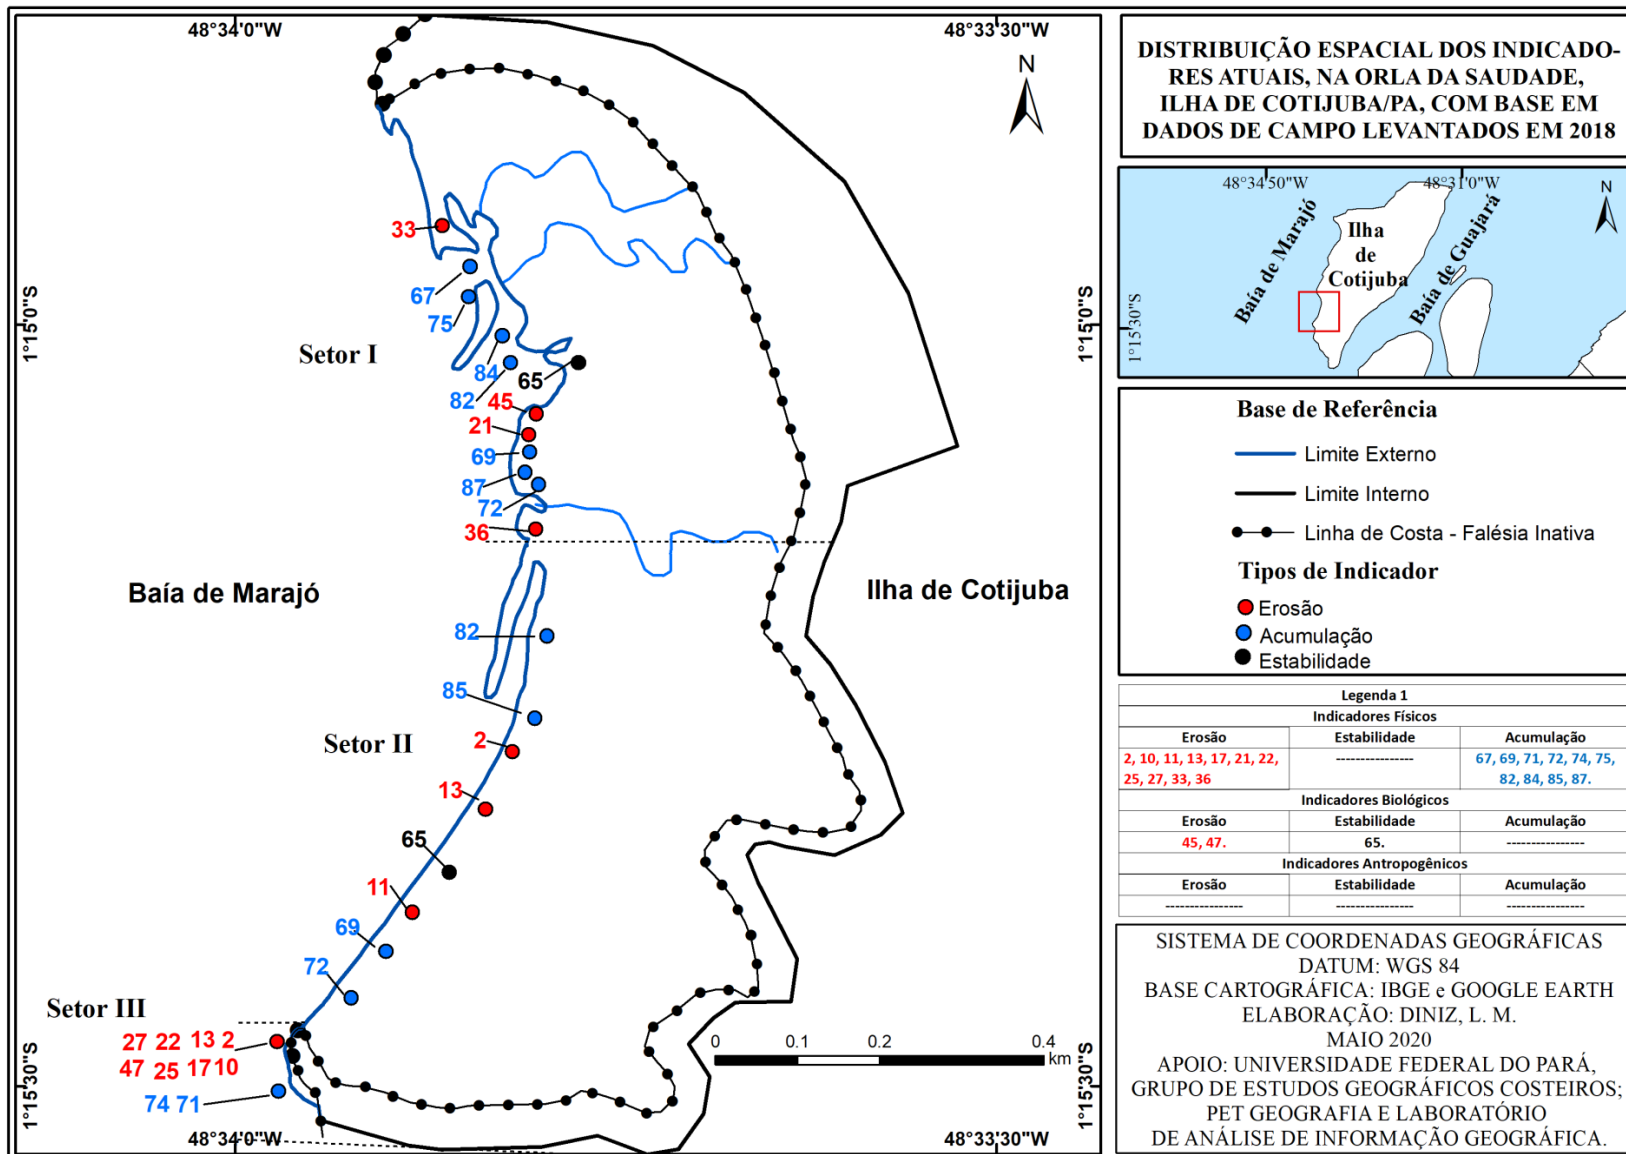 48°34'0"W
48°33'30"W
N
33
67
75
1°15'0"S
1°15'0"S
Setor I
84
65
82
45
21
69
87
72
36
Baía de Marajó
Ilha de Cotijuba
82
85
Setor II
2
13
65
11
69
72
Setor III
27 22 13 2
47 25 17 10
74 71
0 0.1 0.2 0.4
km
1°15'30"S
1°15'30"S
48°34'0"W
48°33'30"W
DISTRIBUIÇÃO ESPACIAL DOS INDICADO-
RES ATUAIS, NA ORLA DA SAUDADE,
ILHA DE COTIJUBA/PA, COM BASE EM
DADOS DE CAMPO LEVANTADOS EM 2018
48°34'50"W
48°31'0"W
N
Baía de Marajó
Ilha
de
Cotijuba
Baía de Guajará
1°15'30"S
Base de Referência
Limite Externo
Limite Interno
Linha de Costa - Falésia Inativa
Tipos de Indicador
Erosão
Acumulação
Estabilidade
Legenda 1
Indicadores Físicos
Erosão Estabilidade Acumulação
2, 10, 11, 13, 17, 21, 22, ---------------- 67, 69, 71, 72, 74, 75,
25, 27, 33, 36 82, 84, 85, 87.
Indicadores Biológicos
Erosão Estabilidade Acumulação
45, 47. 65. ----------------
Indicadores Antropogênicos
Erosão Estabilidade Acumulação
---------------- ---------------- ----------------
SISTEMA DE COORDENADAS GEOGRÁFICAS
DATUM: WGS 84
BASE CARTOGRÁFICA: IBGE e GOOGLE EARTH
ELABORAÇÃO: DINIZ, L. M.
MAIO 2020
APOIO: UNIVERSIDADE FEDERAL DO PARÁ,
GRUPO DE ESTUDOS GEOGRÁFICOS COSTEIROS;
PET GEOGRAFIA E LABORATÓRIO
DE ANÁLISE DE INFORMAÇÃO GEOGRÁFICA.